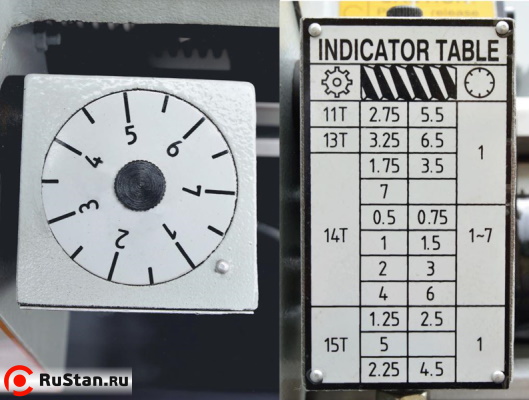 release
INDICATOR TABLE
11T 2.75 5.5
13T 3.25 6.5 1
1.75 3.5
7
14T 0.5 0.75
1 1.5 1~7
2 3
4 6
1.25 2.5
15T 5 1
2.25 4.5
5
6
4
7
3
2
1
RuStan.ru